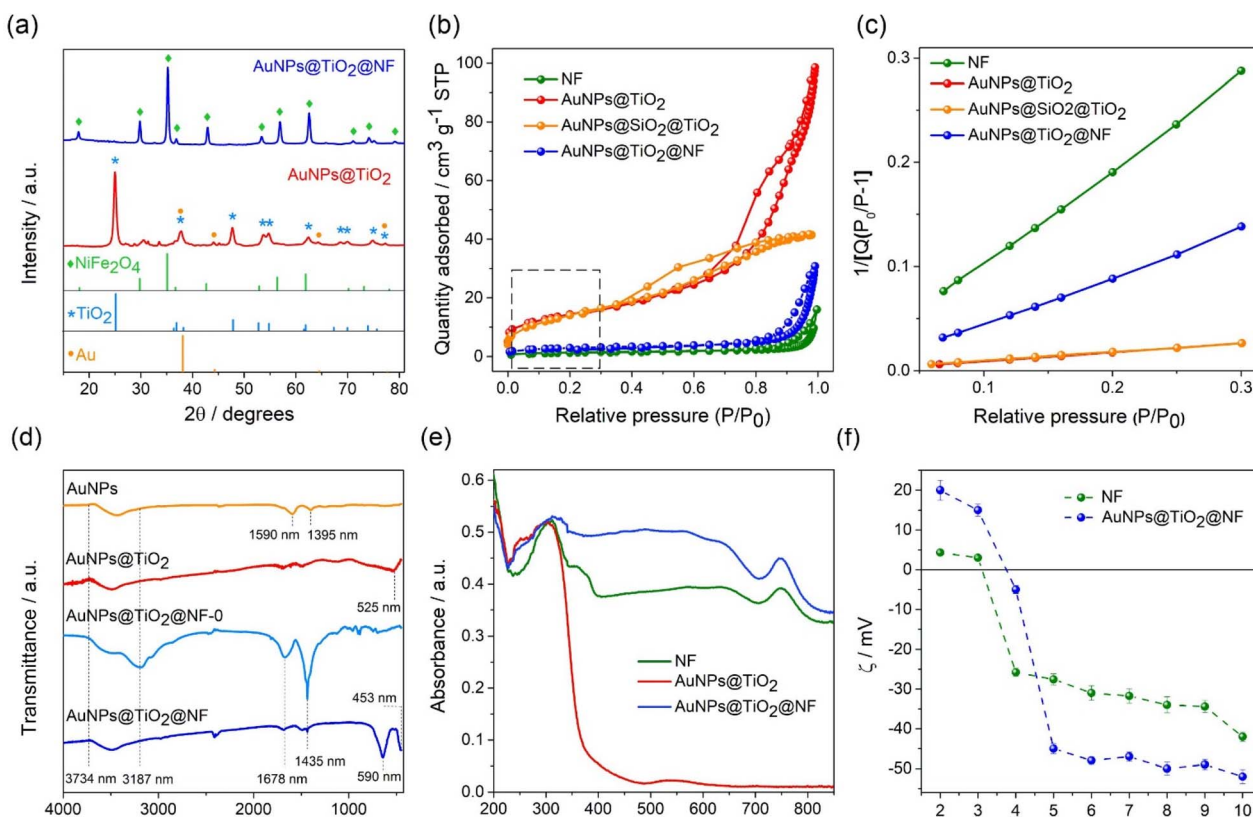 (a)
AuNPs@TiO₂@NF
AuNPs@TiO₂
NiFe₂O₄
TiO₂
Au
Intensity / a.u.
20 30 40 50 60 70 80
2θ / degrees
(b)
NF
AuNPs@TiO₂
AuNPs@SiO₂@TiO₂
AuNPs@TiO₂@NF
Quantity adsorbed / cm³ g⁻¹ STP
100
80
60
40
20
0
0.0 0.2 0.4 0.6 0.8 1.0
Relative pressure (P/P₀)
(c)
NF
AuNPs@TiO₂
AuNPs@SiO2@TiO₂
AuNPs@TiO₂@NF
1/[Q(P₀/P-1]
0.3
0.2
0.1
0.0
0.1 0.2 0.3
Relative pressure (P/P₀)
(d)
AuNPs
1590 nm 1395 nm
AuNPs@TiO₂
525 nm
AuNPs@TiO₂@NF-0
453 nm
AuNPs@TiO₂@NF
1435 nm
590 nm
3734 nm 3187 nm 1678 nm
Transmittance / a.u.
4000 3000 2000 1000
(e)
NF
AuNPs@TiO₂
AuNPs@TiO₂@NF
Absorbance / a.u.
0.6
0.5
0.4
0.3
0.2
0.1
0.0
200 300 400 500 600 700 800
(f)
NF
AuNPs@TiO₂@NF
ζ / mV
20
10
0
-10
-20
-30
-40
-50
2 3 4 5 6 7 8 9 10